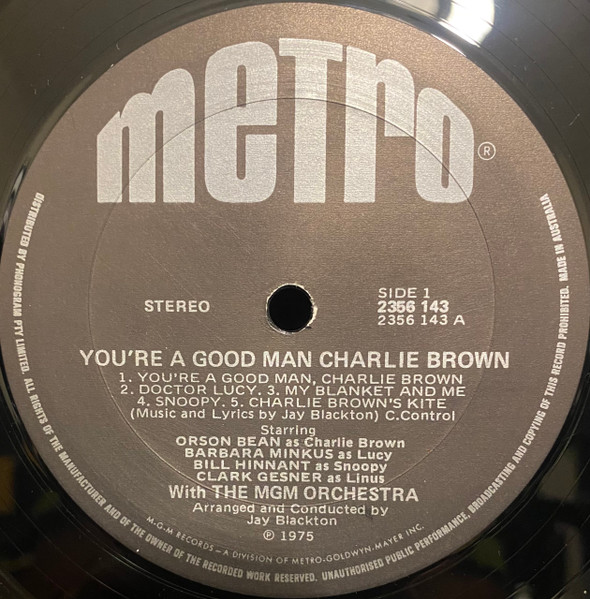 metro®
STEREO
SIDE 1
2356 143
2356 143 A
YOU'RE A GOOD MAN CHARLIE BROWN
1. YOU'RE A GOOD MAN, CHARLIE BROWN
2. DOCTOR LUCY. 3. MY BLANKET AND ME
4. SNOOPY. 5. CHARLIE BROWN'S KITE
(Music and Lyrics by Jay Blackton) C.Control
Starring
ORSON BEAN as Charlie Brown
BARBARA MINKUS as Lucy
BILL HINNANT as Snoopy
CLARK GESNER as Linus
With THE MGM ORCHESTRA
Arranged and Conducted by
Jay Blackton
℗ 1975
M-G-M RECORDS – A DIVISION OF METRO-GOLDWYN-MAYER INC.
DISTRIBUTED BY PHONOGRAM PTY LIMITED. ALL RIGHTS OF THE MANUFACTURER AND OF THE OWNER OF THE RECORDED WORK RESERVED. UNAUTHORISED PUBLIC PERFORMANCE, BROADCASTING AND COPYING OF THIS RECORD PROHIBITED. MADE IN AUSTRALIA